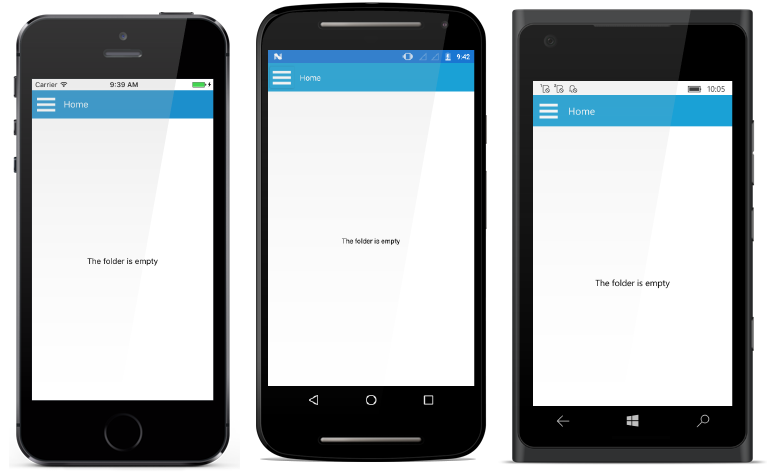 Carrier 9:39 AM
Home
The folder is empty
9:42
Home
The folder is empty
10:05
Home
The folder is empty